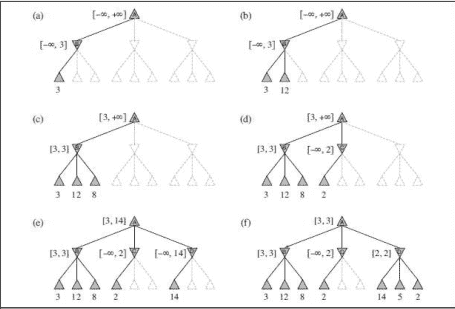 (a) [-∞, +∞]
[-∞, 3]
3
(b) [-∞, +∞]
[-∞, 3]
3 12
(c) [3, +∞]
[3, 3]
3 12 8
(d) [3, +∞]
[3, 3] [-∞, 2]
3 12 8 2
(e) [3, 14]
[3, 3] [-∞, 2] [-∞, 14]
3 12 8 2 14
(f) [3, 3]
[3, 3] [-∞, 2] [2, 2]
3 12 8 2 14 5 2